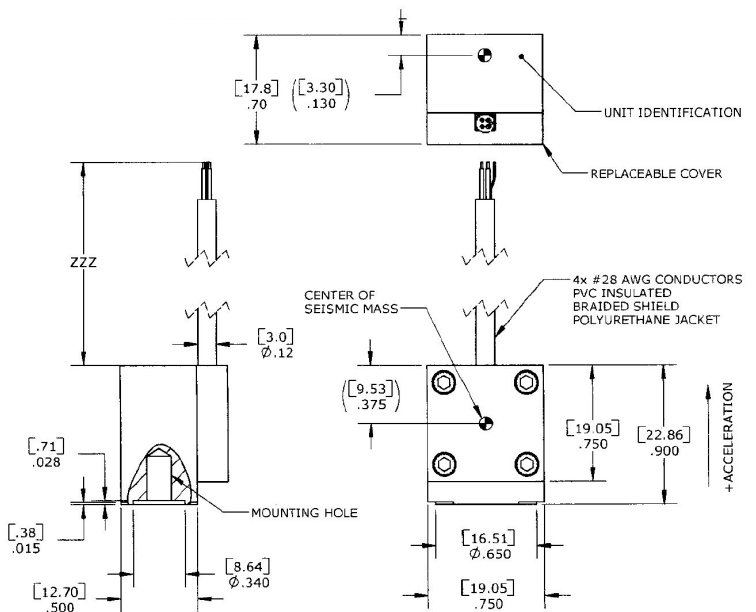 [17.8]
.70
([3.30]
.130)
UNIT IDENTIFICATION
REPLACEABLE COVER
ZZZ
4x #28 AWG CONDUCTORS
PVC INSULATED
BRAIDED SHIELD
POLYURETHANE JACKET
CENTER OF
SEISMIC MASS
[3.0]
Ø.12
([9.53]
.375)
[19.05]
.750
[22.86]
.900
+ACCELERATION
[.71]
.028
MOUNTING HOLE
[.38]
.015
[8.64]
Ø.340
[16.51]
Ø.650
[12.70]
.500
[19.05]
.750